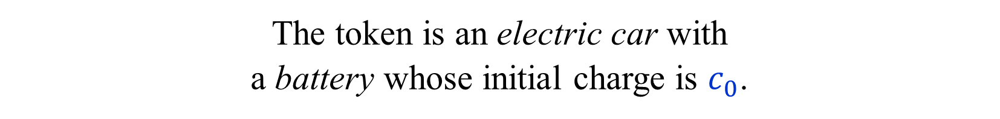 The token is an electric car with
a battery whose initial charge is c₀.